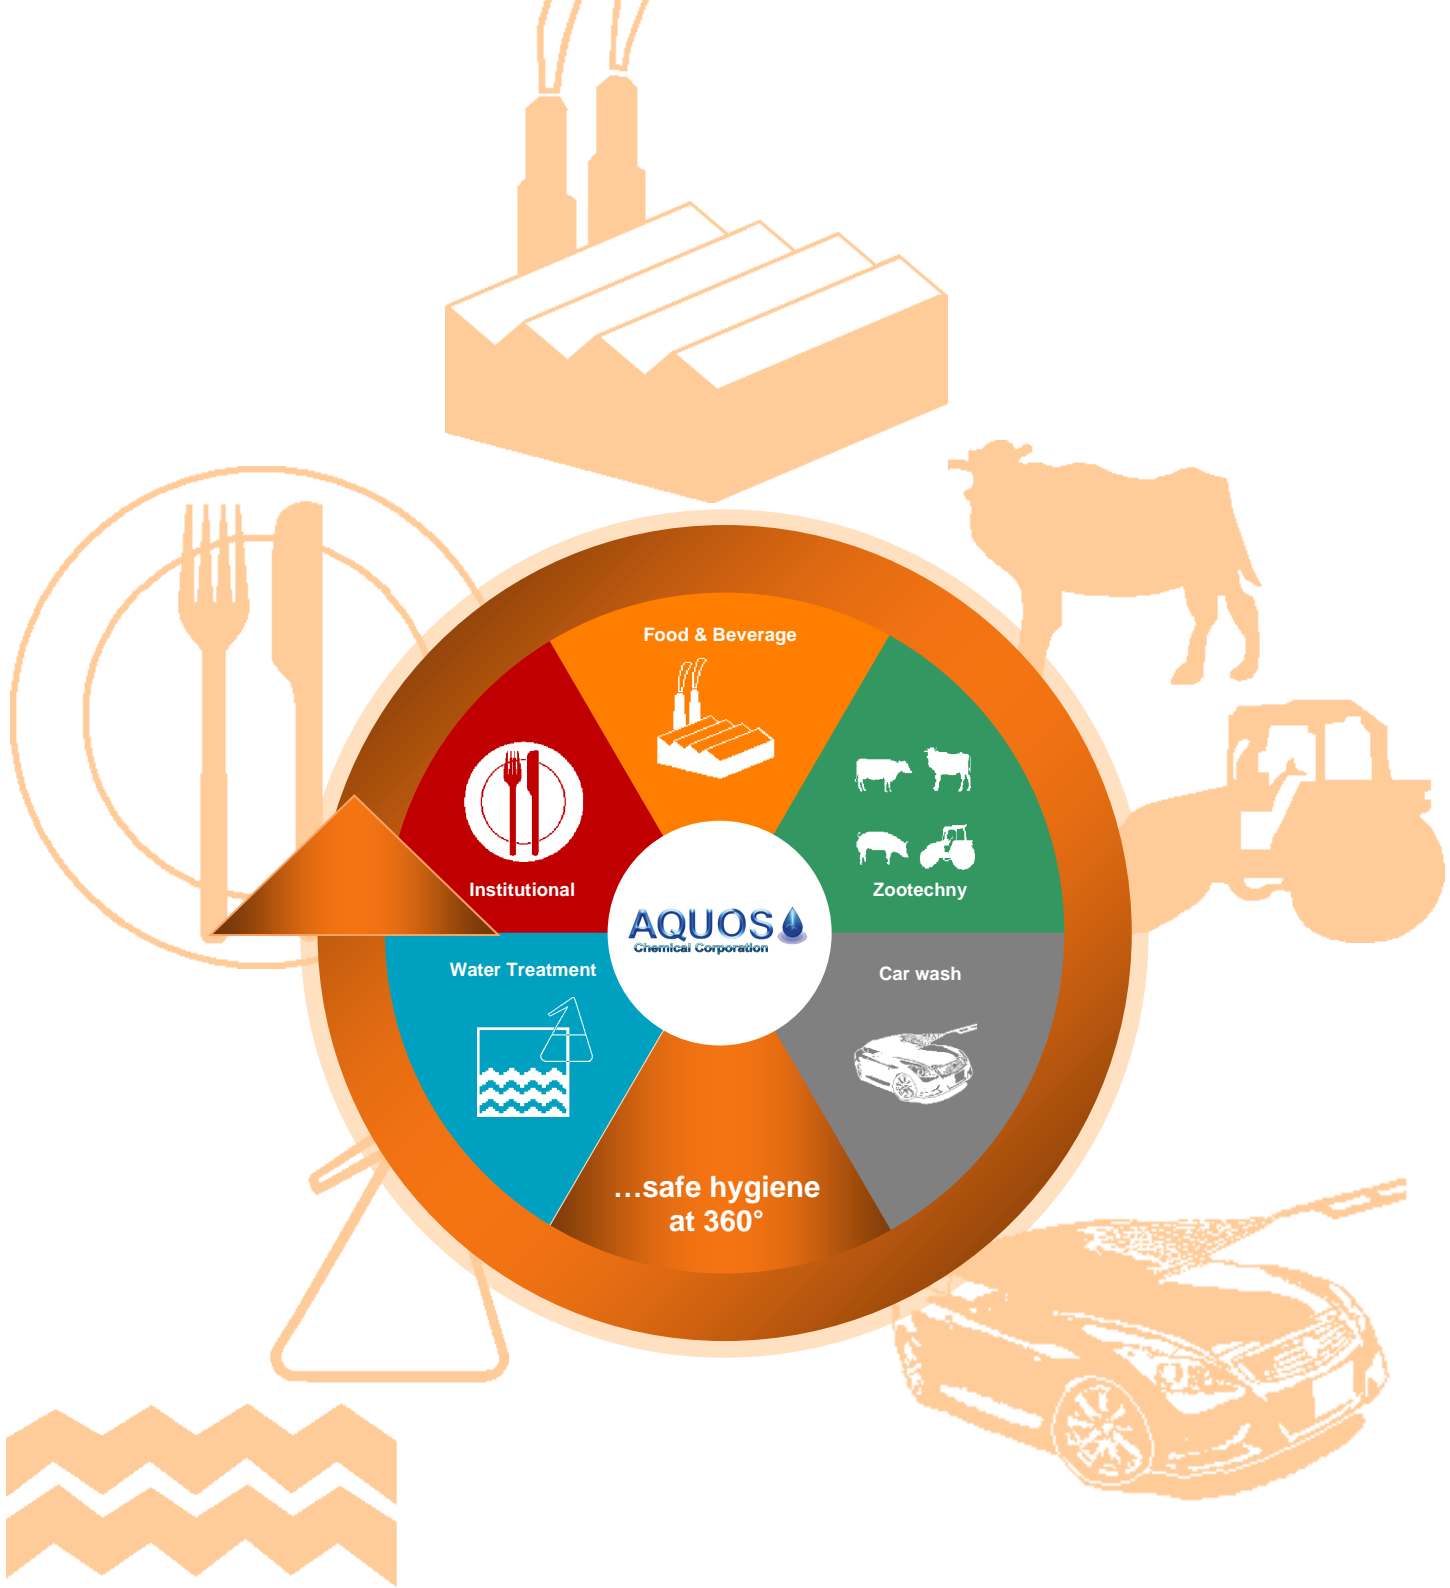 Food & Beverage
Institutional
Zootechny
AQUOS
Chemical Corporation
Water Treatment
Car wash
…safe hygiene
at 360°